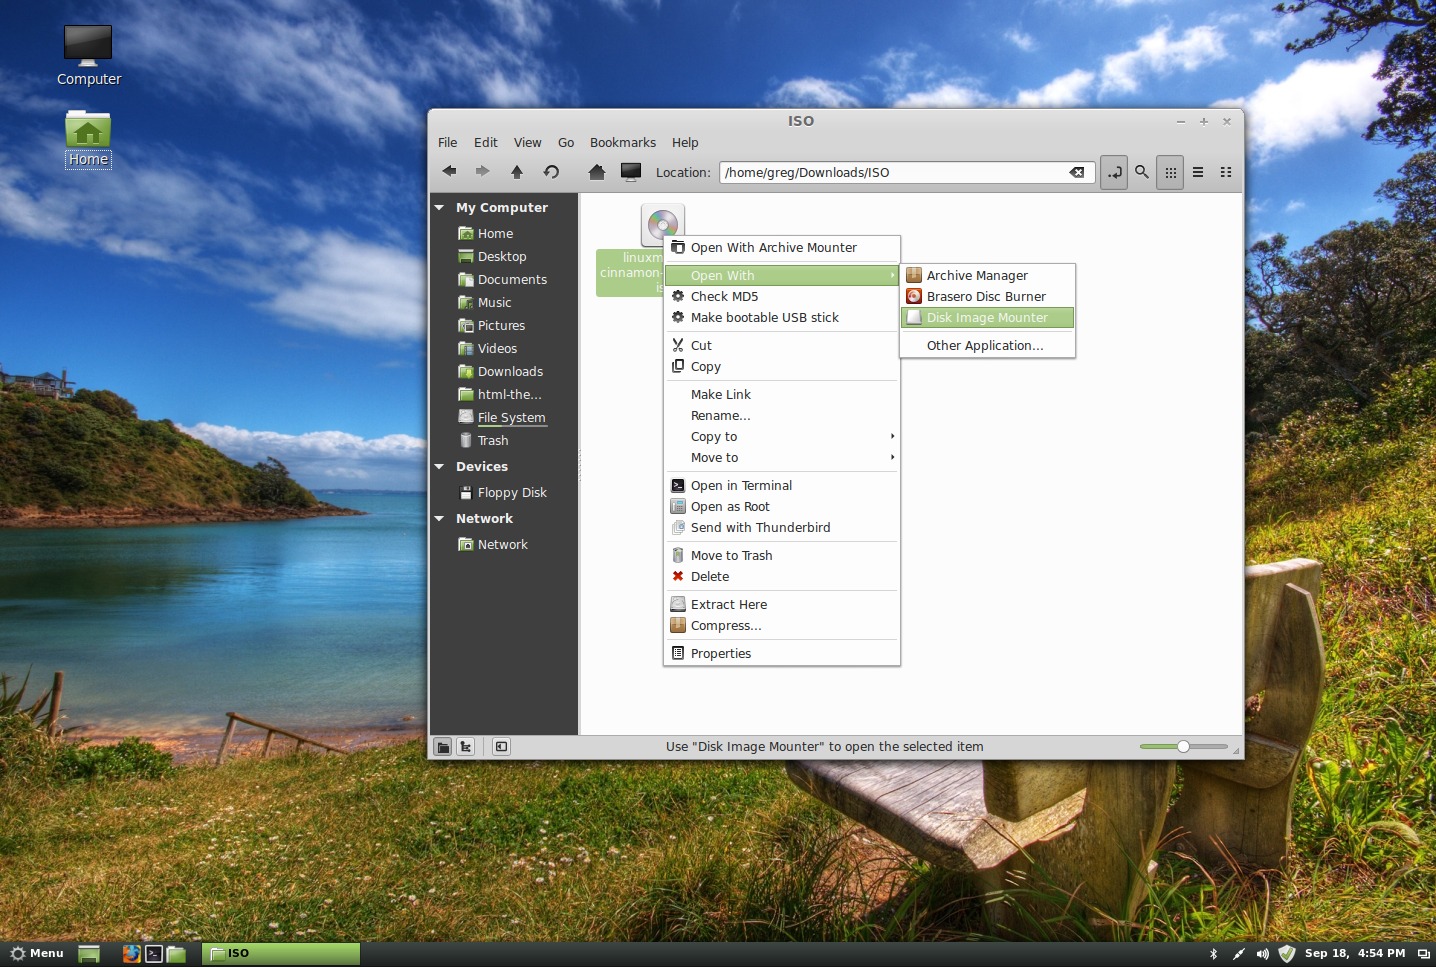 Computer
Home
ISO
File Edit View Go Bookmarks Help
Location: /home/greg/Downloads/ISO
My Computer
Home
Desktop
Documents
Music
Pictures
Videos
Downloads
html-the...
File System
Trash
Devices
Floppy Disk
Network
Network
cinnamon-
Open With Archive Mounter
Open With
Check MD5
Make bootable USB stick
Cut
Copy
Make Link
Rename...
Copy to
Move to
Open in Terminal
Open as Root
Send with Thunderbird
Move to Trash
Delete
Extract Here
Compress...
Properties
Archive Manager
Brasero Disc Burner
Disk Image Mounter
Other Application...
Use "Disk Image Mounter" to open the selected item
Menu
ISO
Sep 18, 4:54 PM